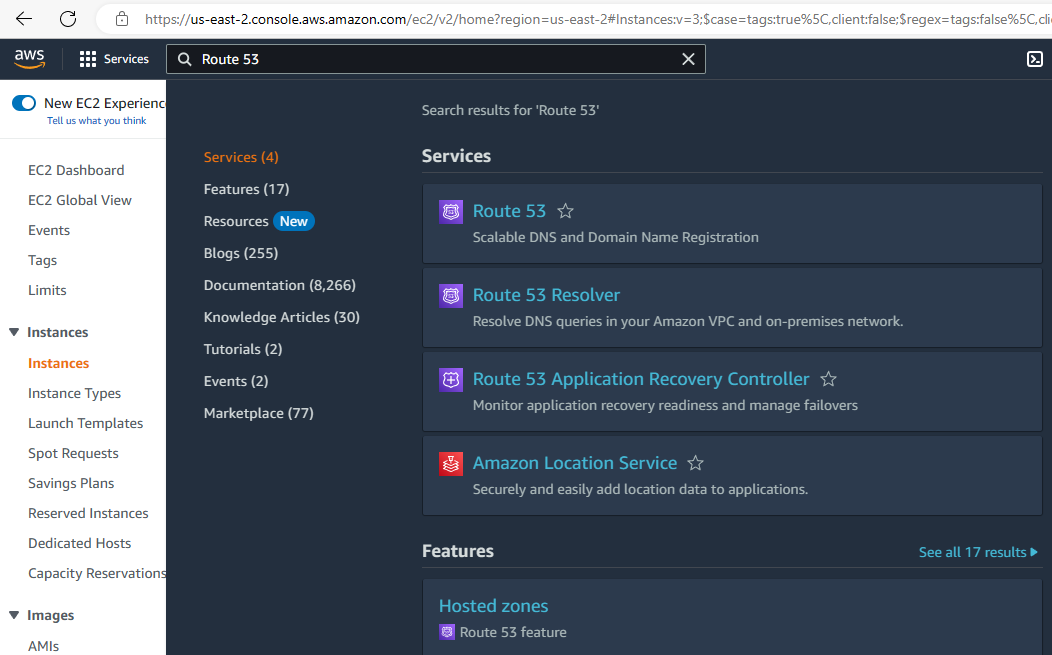 https://us-east-2.console.aws.amazon.com/ec2/v2/home?region=us-east-2#Instances:v=3;$case=tags:true%5C,client:false;$regex=tags:false%5C,cli
aws
Services
Route 53
New EC2 Experienc
Tell us what you think
EC2 Dashboard
EC2 Global View
Events
Tags
Limits
Instances
Instances
Instance Types
Launch Templates
Spot Requests
Savings Plans
Reserved Instances
Dedicated Hosts
Capacity Reservations
Images
AMIs
Search results for 'Route 53'
Services (4)
Features (17)
Resources New
Blogs (255)
Documentation (8,266)
Knowledge Articles (30)
Tutorials (2)
Events (2)
Marketplace (77)
Services
Route 53
Scalable DNS and Domain Name Registration
Route 53 Resolver
Resolve DNS queries in your Amazon VPC and on-premises network.
Route 53 Application Recovery Controller
Monitor application recovery readiness and manage failovers
Amazon Location Service
Securely and easily add location data to applications.
Features
See all 17 results
Hosted zones
Route 53 feature